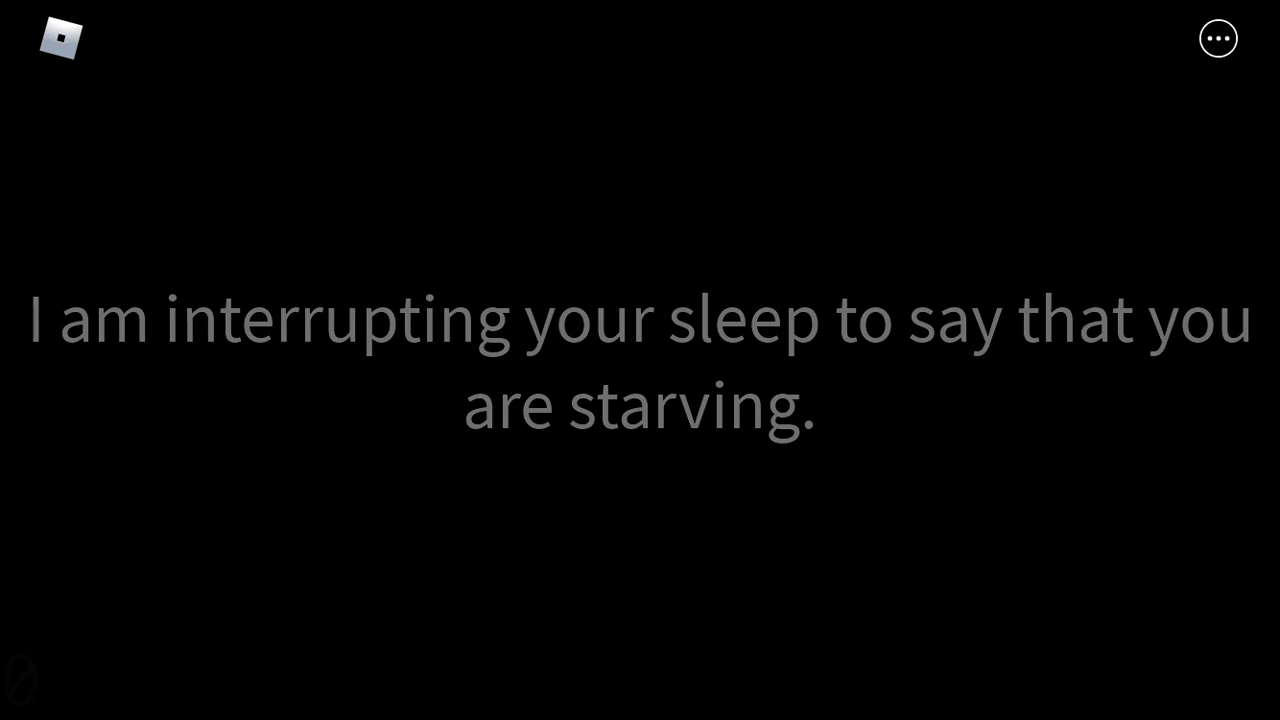 I am interrupting your sleep to say that you
are starving.